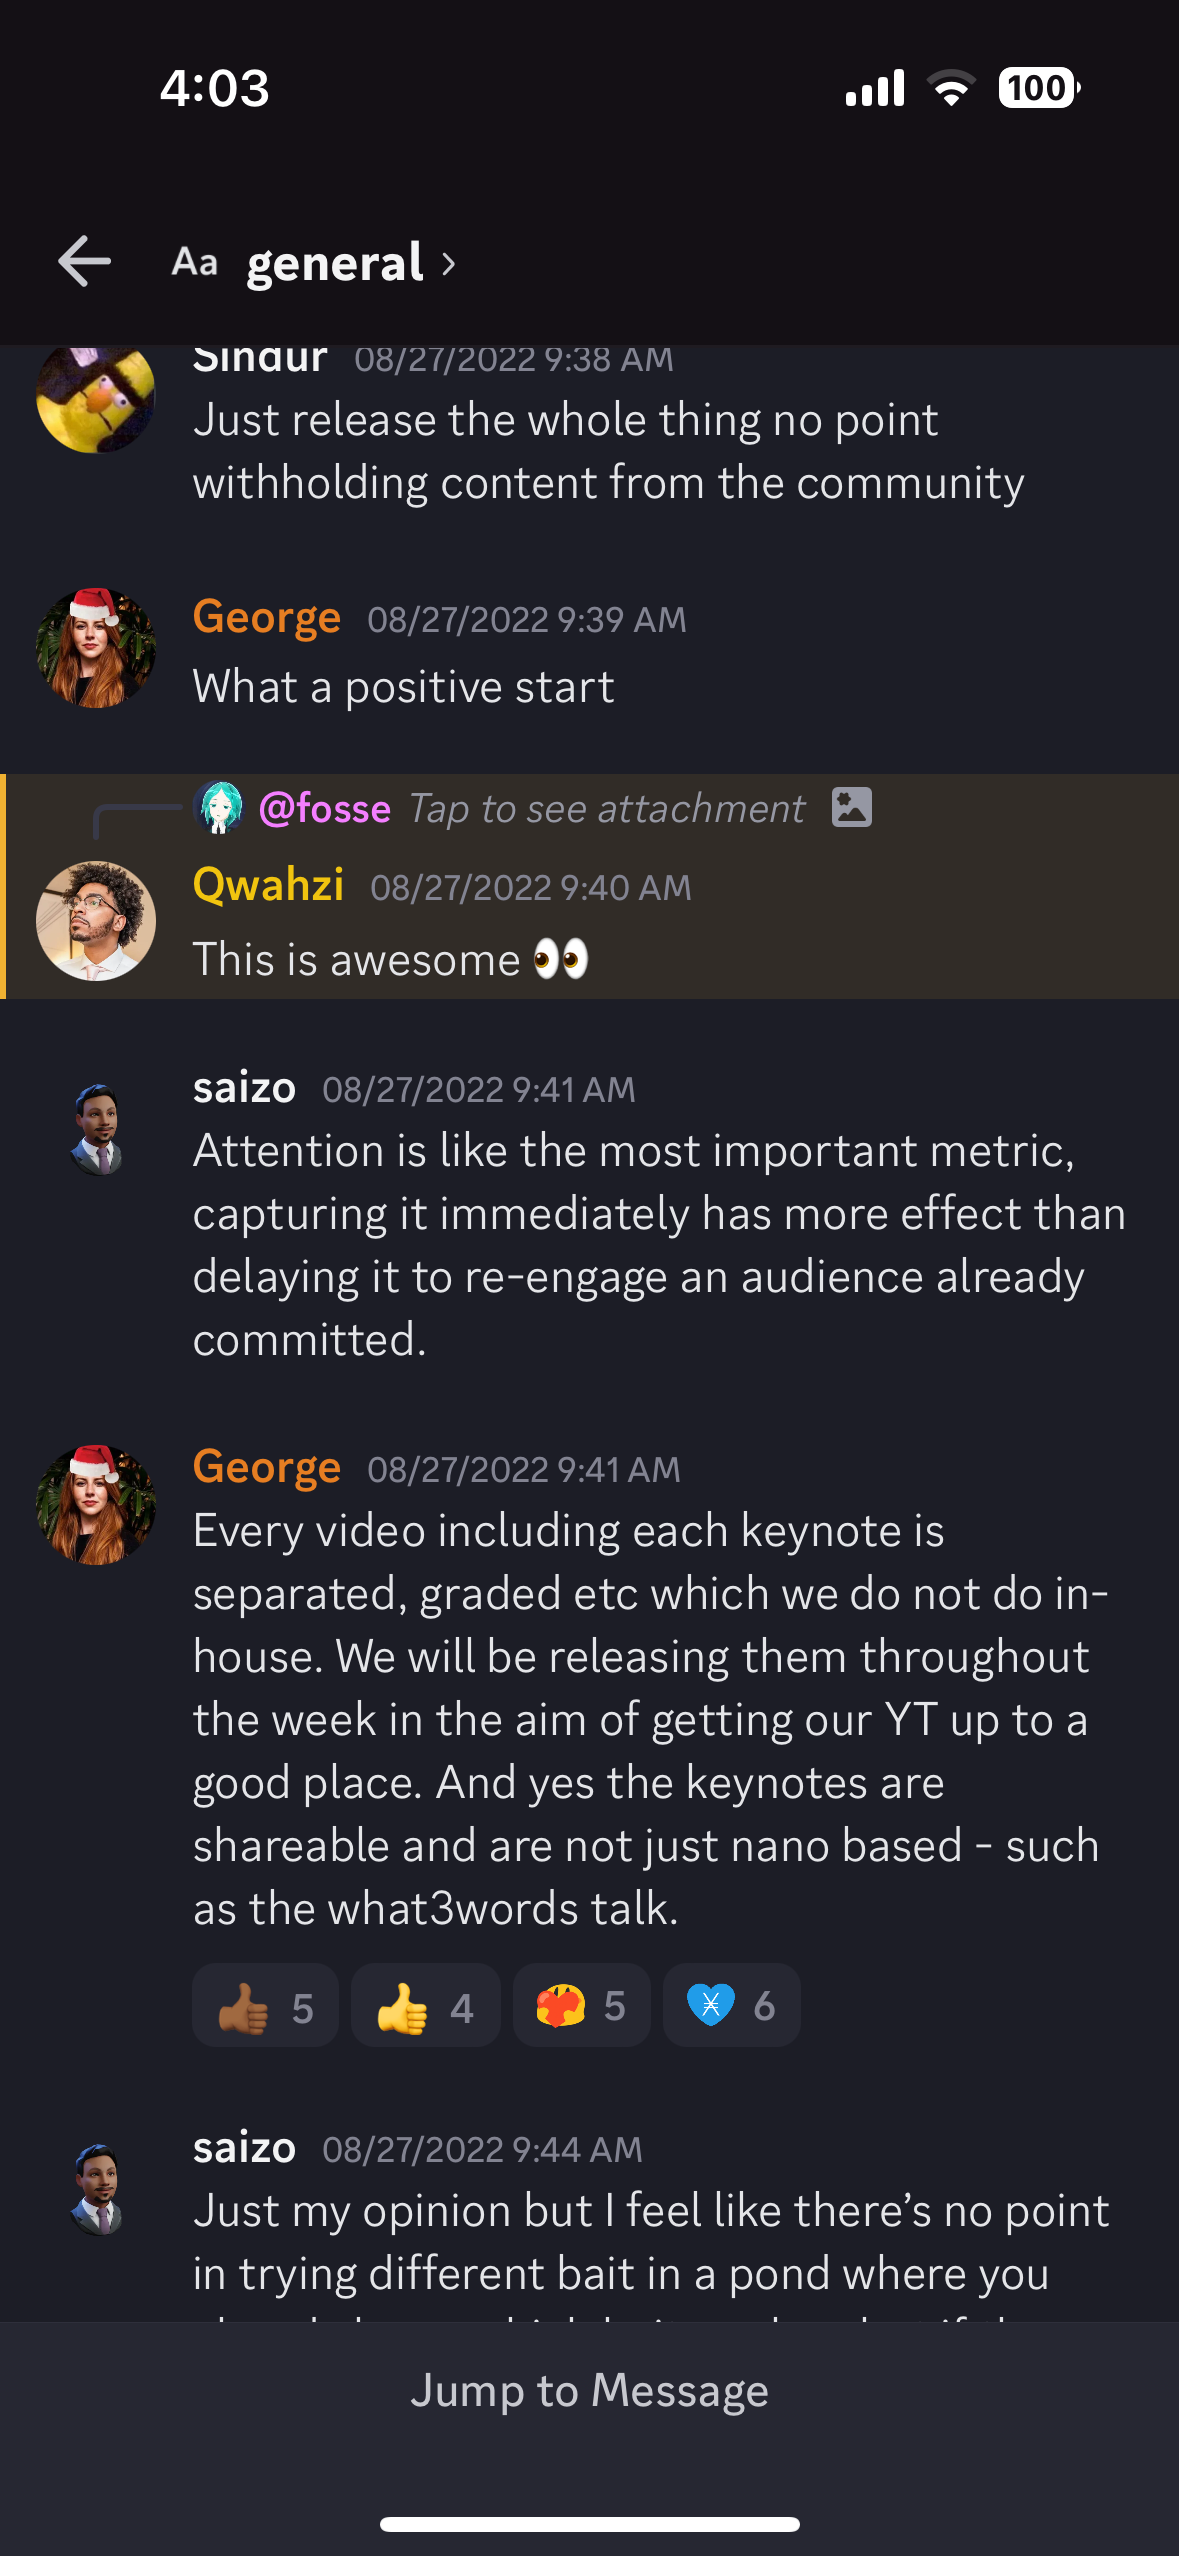 4:03
100
Aa general
Sindur 08/27/2022 9:38 AM
Just release the whole thing no point
withholding content from the community
George 08/27/2022 9:39 AM
What a positive start
@fosse Tap to see attachment
Qwahzi 08/27/2022 9:40 AM
This is awesome 👀
saizo 08/27/2022 9:41 AM
Attention is like the most important metric,
capturing it immediately has more effect than
delaying it to re-engage an audience already
committed.
George 08/27/2022 9:41 AM
Every video including each keynote is
separated, graded etc which we do not do in-
house. We will be releasing them throughout
the week in the aim of getting our YT up to a
good place. And yes the keynotes are
shareable and are not just nano based - such
as the what3words talk.
5 4 5 6
saizo 08/27/2022 9:44 AM
Just my opinion but I feel like there’s no point
in trying different bait in a pond where you
Jump to Message